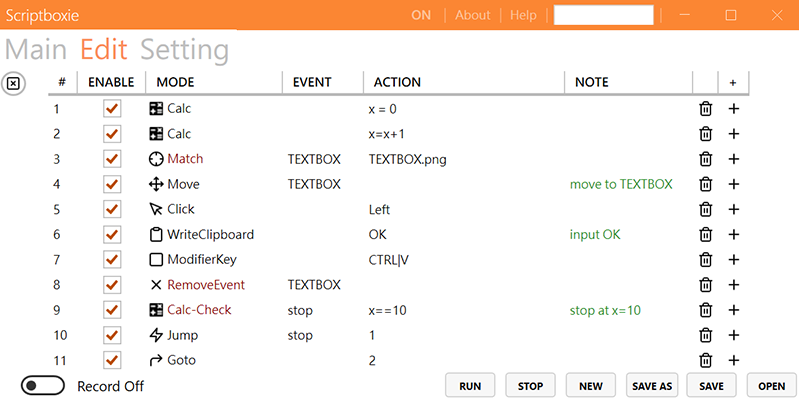 Scriptboxie ON About Help
Main Edit Setting
# ENABLE MODE EVENT ACTION NOTE +
1 Calc x = 0
2 Calc x=x+1
3 Match TEXTBOX TEXTBOX.png
4 Move TEXTBOX move to TEXTBOX
5 Click Left
6 WriteClipboard OK input OK
7 ModifierKey CTRL|V
8 RemoveEvent TEXTBOX
9 Calc-Check stop x==10 stop at x=10
10 Jump stop 1
11 Goto 2
Record Off RUN STOP NEW SAVE AS SAVE OPEN